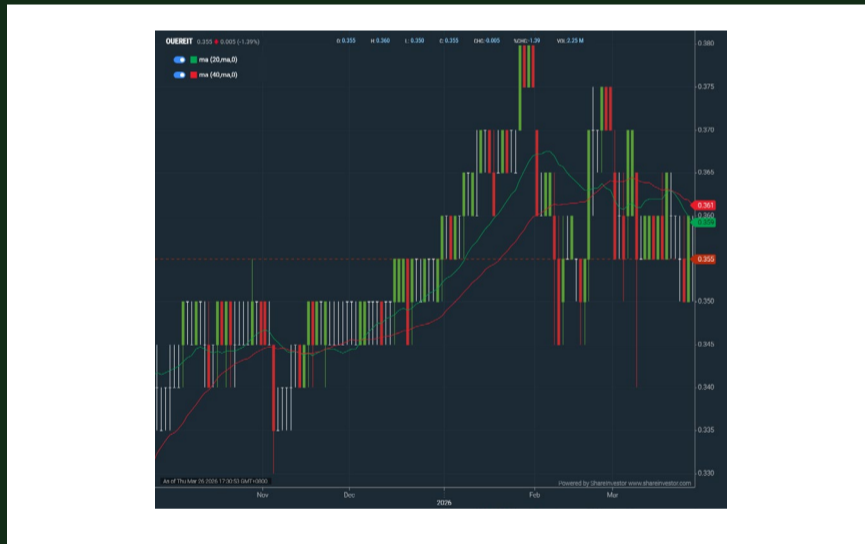 OUEREIT 0.355 0.005 (-1.39%) O: 0.355 H: 0.360 L: 0.350 C: 0.355 CHG:-0.005 %CHG:-1.39 VOL:2.25 M
ma (20,ma,0)
ma (40,ma,0)
0.380
0.375
0.370
0.365
0.361
0.360
0.355
0.350
0.345
0.340
0.335
0.330
As of Thu Mar 26 2026 17:30:53 GMT+0800
Powered by ShareInvestor www.shareinvestor.com
Nov Dec 2026 Feb Mar